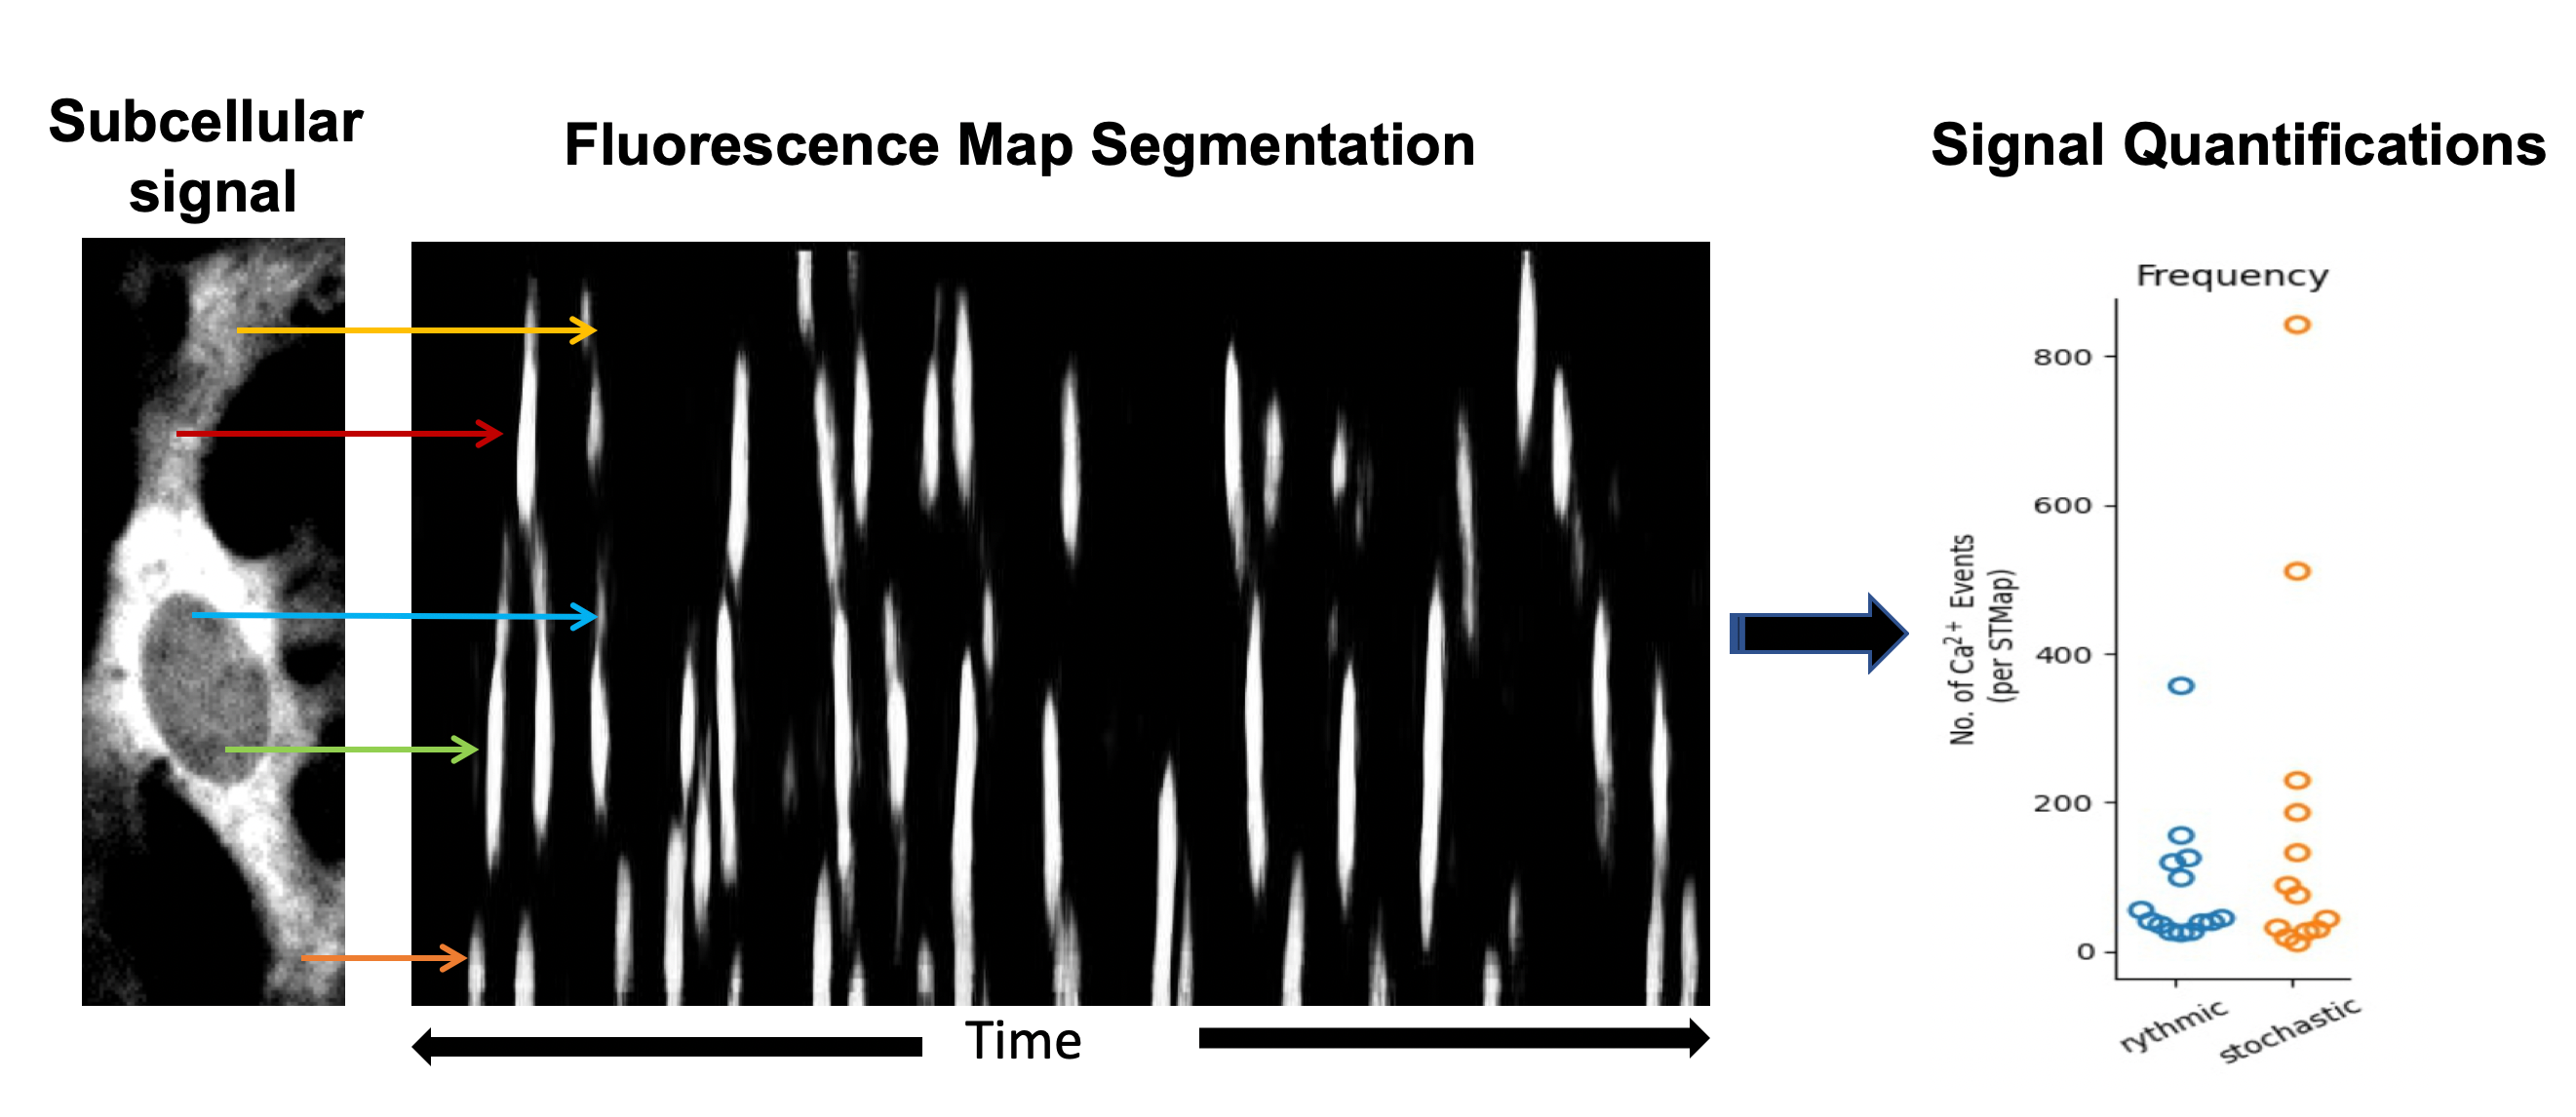 Subcellular
signal
Fluorescence Map Segmentation
Signal Quantifications
Time
Frequency
No. of Ca²⁺ Events
(per STMap)
800
600
400
200
0
rythmic
stochastic